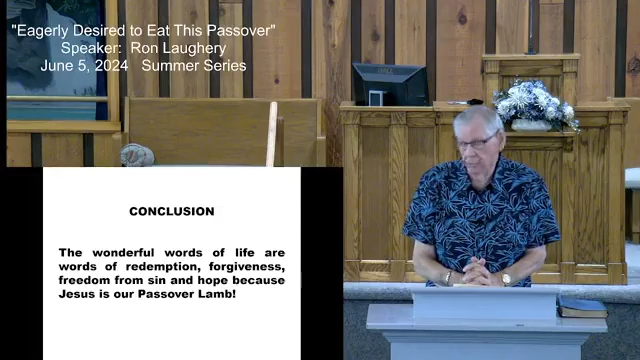 "Eagerly Desired to Eat This Passover"
Speaker:  Ron Laughery
June 5, 2024   Summer Series
CONCLUSION
The wonderful words of life are
words of redemption, forgiveness,
freedom from sin and hope because
Jesus is our Passover Lamb!